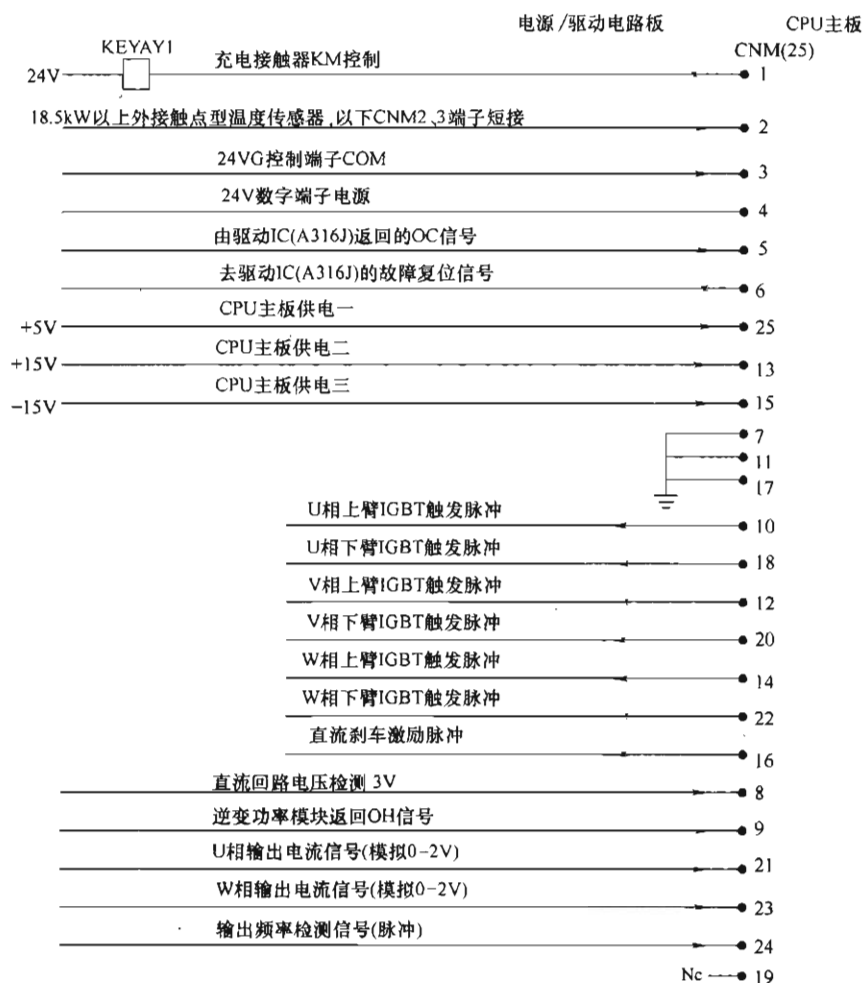 电源/驱动电路板 CPU主板
KEYAY1 充电接触器KM控制 CNM(25)
24V 1
18.5kW以上外接触点型温度传感器,以下CNM2、3端子短接 2
24VG控制端子COM 3
24V数字端子电源 4
由驱动IC(A316J)返回的OC信号 5
去驱动IC(A316J)的故障复位信号 6
CPU主板供电一
+5V 25
CPU主板供电二
+15V 13
CPU主板供电三
-15V 15
7
11
17
U相上臂IGBT触发脉冲 10
U相下臂IGBT触发脉冲 18
V相上臂IGBT触发脉冲 12
V相下臂IGBT触发脉冲 20
W相上臂IGBT触发脉冲 14
W相下臂IGBT触发脉冲 22
直流刹车激励脉冲 16
直流回路电压检测 3V 8
逆变功率模块返回OH信号 9
U相输出电流信号(模拟0-2V) 21
W相输出电流信号(模拟0-2V) 23
输出频率检测信号(脉冲) 24
Nc 19